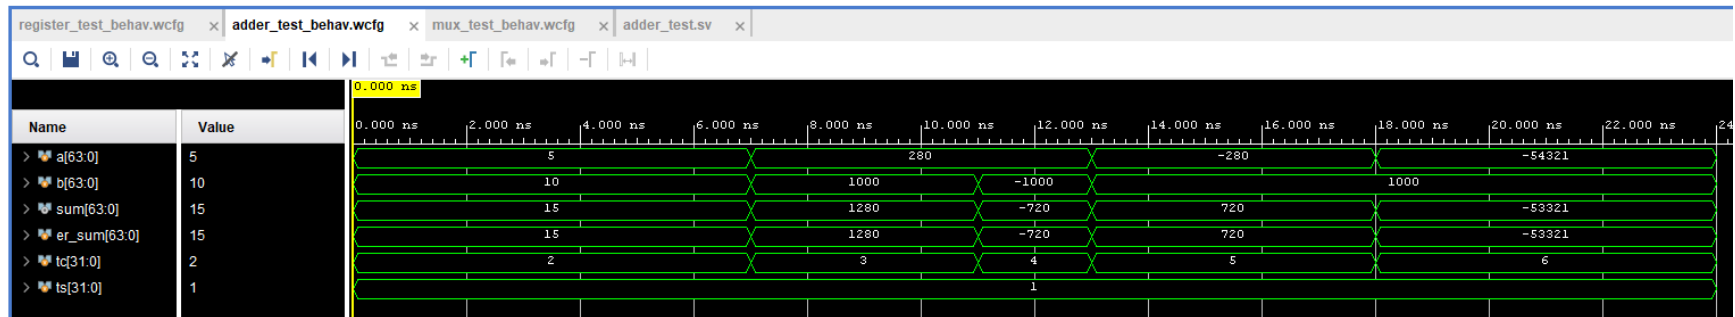 register_test_behav.wcfg × adder_test_behav.wcfg × mux_test_behav.wcfg × adder_test.sv ×
0.000 ns
Name Value 0.000 ns 2.000 ns 4.000 ns 6.000 ns 8.000 ns 10.000 ns 12.000 ns 14.000 ns 16.000 ns 18.000 ns 20.000 ns 22.000 ns 24
a[63:0] 5 5 280 -280 -54321
b[63:0] 10 10 1000 -1000 1000
sum[63:0] 15 15 1280 -720 720 -53321
er_sum[63:0] 15 15 1280 -720 720 -53321
tc[31:0] 2 2 3 4 5 6
ts[31:0] 1 1